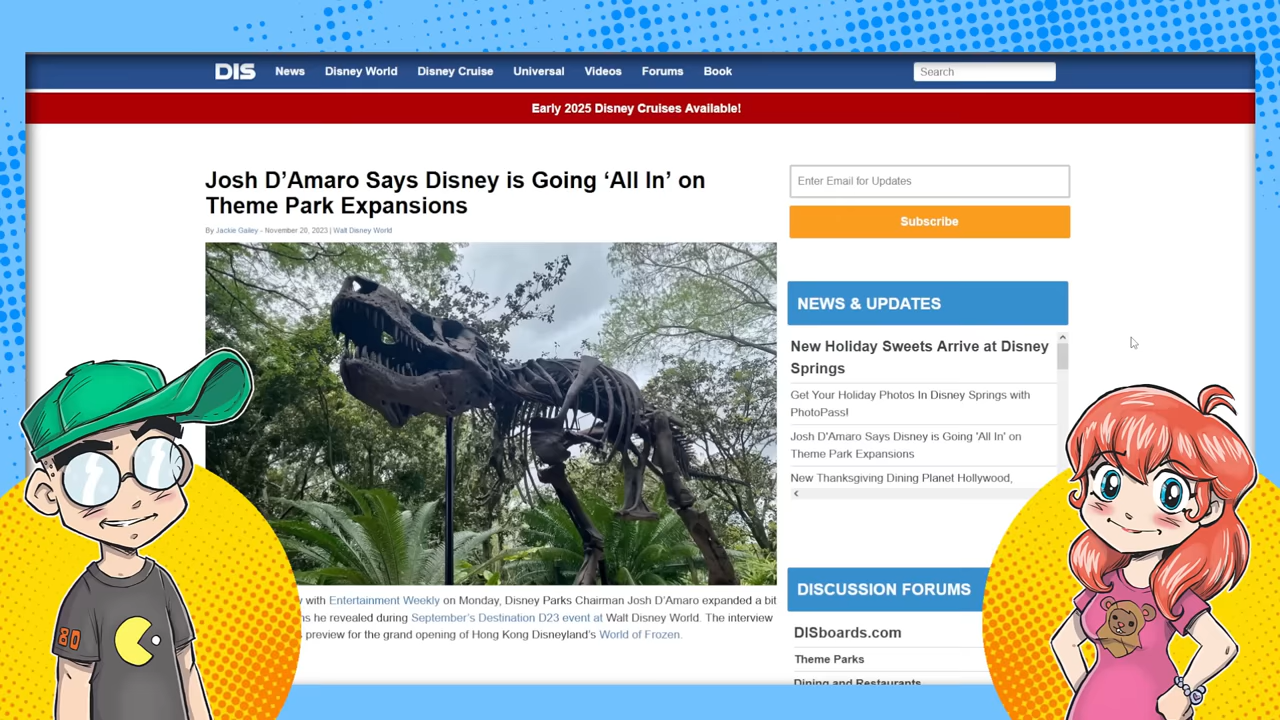 DIS
News
Disney World
Disney Cruise
Universal
Videos
Forums
Book
Search
Early 2025 Disney Cruises Available!
Josh D’Amaro Says Disney is Going ‘All In’ on
Theme Park Expansions
By Jackie Gailey - November 20, 2023 | Walt Disney World
with Entertainment Weekly on Monday, Disney Parks Chairman Josh D’Amaro expanded a bit
s he revealed during September’s Destination D23 event at Walt Disney World. The interview
preview for the grand opening of Hong Kong Disneyland’s World of Frozen.
Enter Email for Updates
Subscribe
NEWS & UPDATES
New Holiday Sweets Arrive at Disney
Springs
Get Your Holiday Photos In Disney Springs with
PhotoPass!
Josh D'Amaro Says Disney is Going 'All In' on
Theme Park Expansions
New Thanksgiving Dining Planet Hollywood,
DISCUSSION FORUMS
DISboards.com
Theme Parks
Dining and Restaurants
80